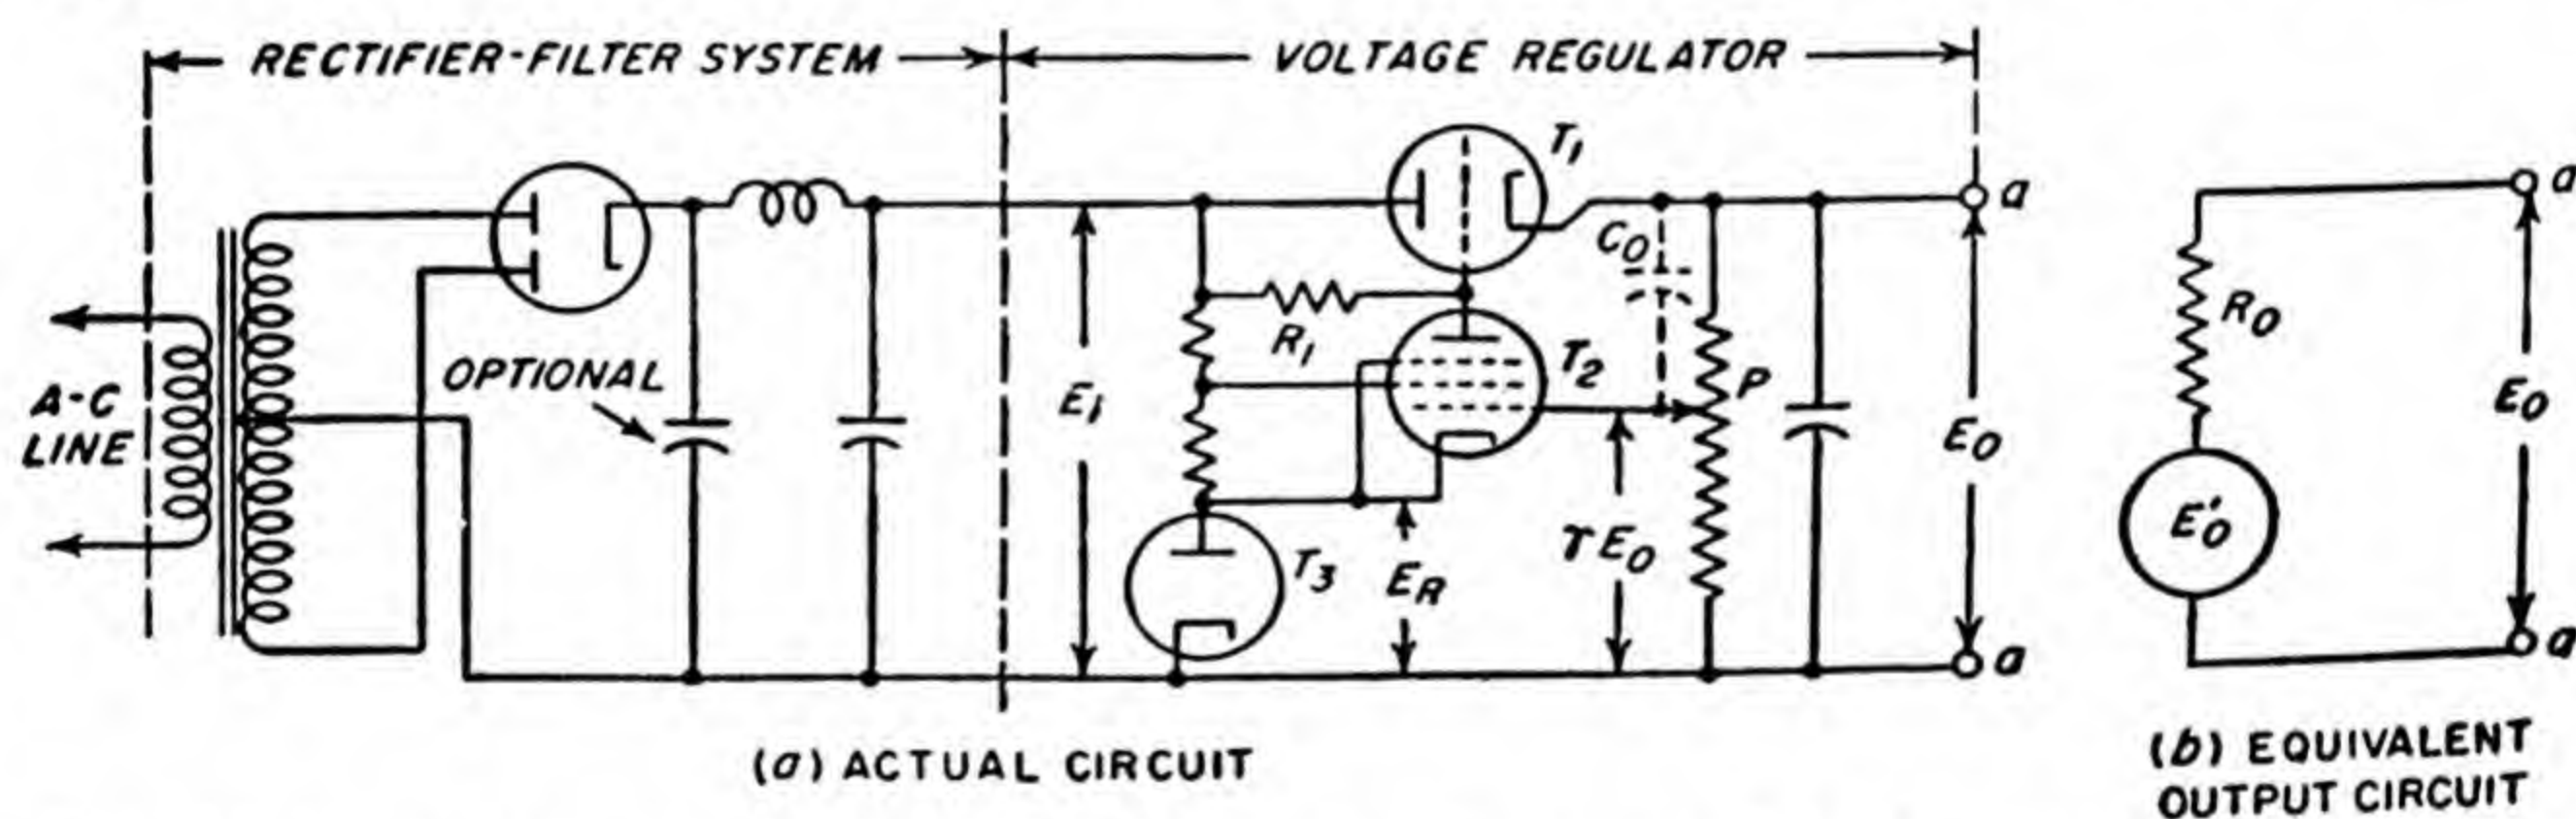 RECTIFIER-FILTER SYSTEM
VOLTAGE REGULATOR
T1
a
a
C0
R0
OPTIONAL
R1
T2
P
A-C
LINE
E1
E0
E0
T3
ER
γE0
E'0
a
a
(a) ACTUAL CIRCUIT
(b) EQUIVALENT
OUTPUT CIRCUIT